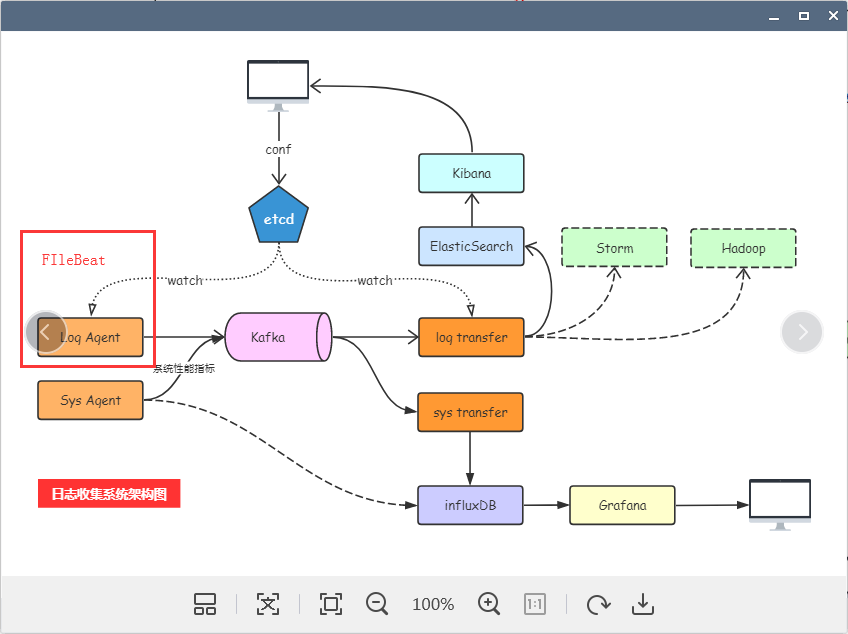 conf
etcd
Kibana
ElasticSearch
Storm
Hadoop
FIleBeat
watch
watch
Log Agent
Kafka
log transfer
系统性能指标
Sys Agent
sys transfer
日志收集系统架构图
influxDB
Grafana
100%
1:1